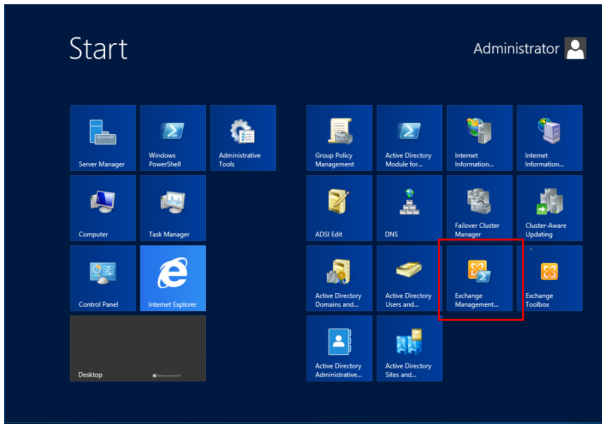 Start
Administrator
Server Manager
Windows
PowerShell
Administrative
Tools
Group Policy
Management
Active Directory
Module for...
Internet
Information...
Internet
Information...
Computer
Task Manager
ADSI Edit
DNS
Failover Cluster
Manager
Cluster-Aware
Updating
Control Panel
Internet Explorer
Active Directory
Domains and...
Active Directory
Users and...
Exchange
Management...
Exchange
Toolbox
Desktop
Active Directory
Administrative...
Active Directory
Sites and...